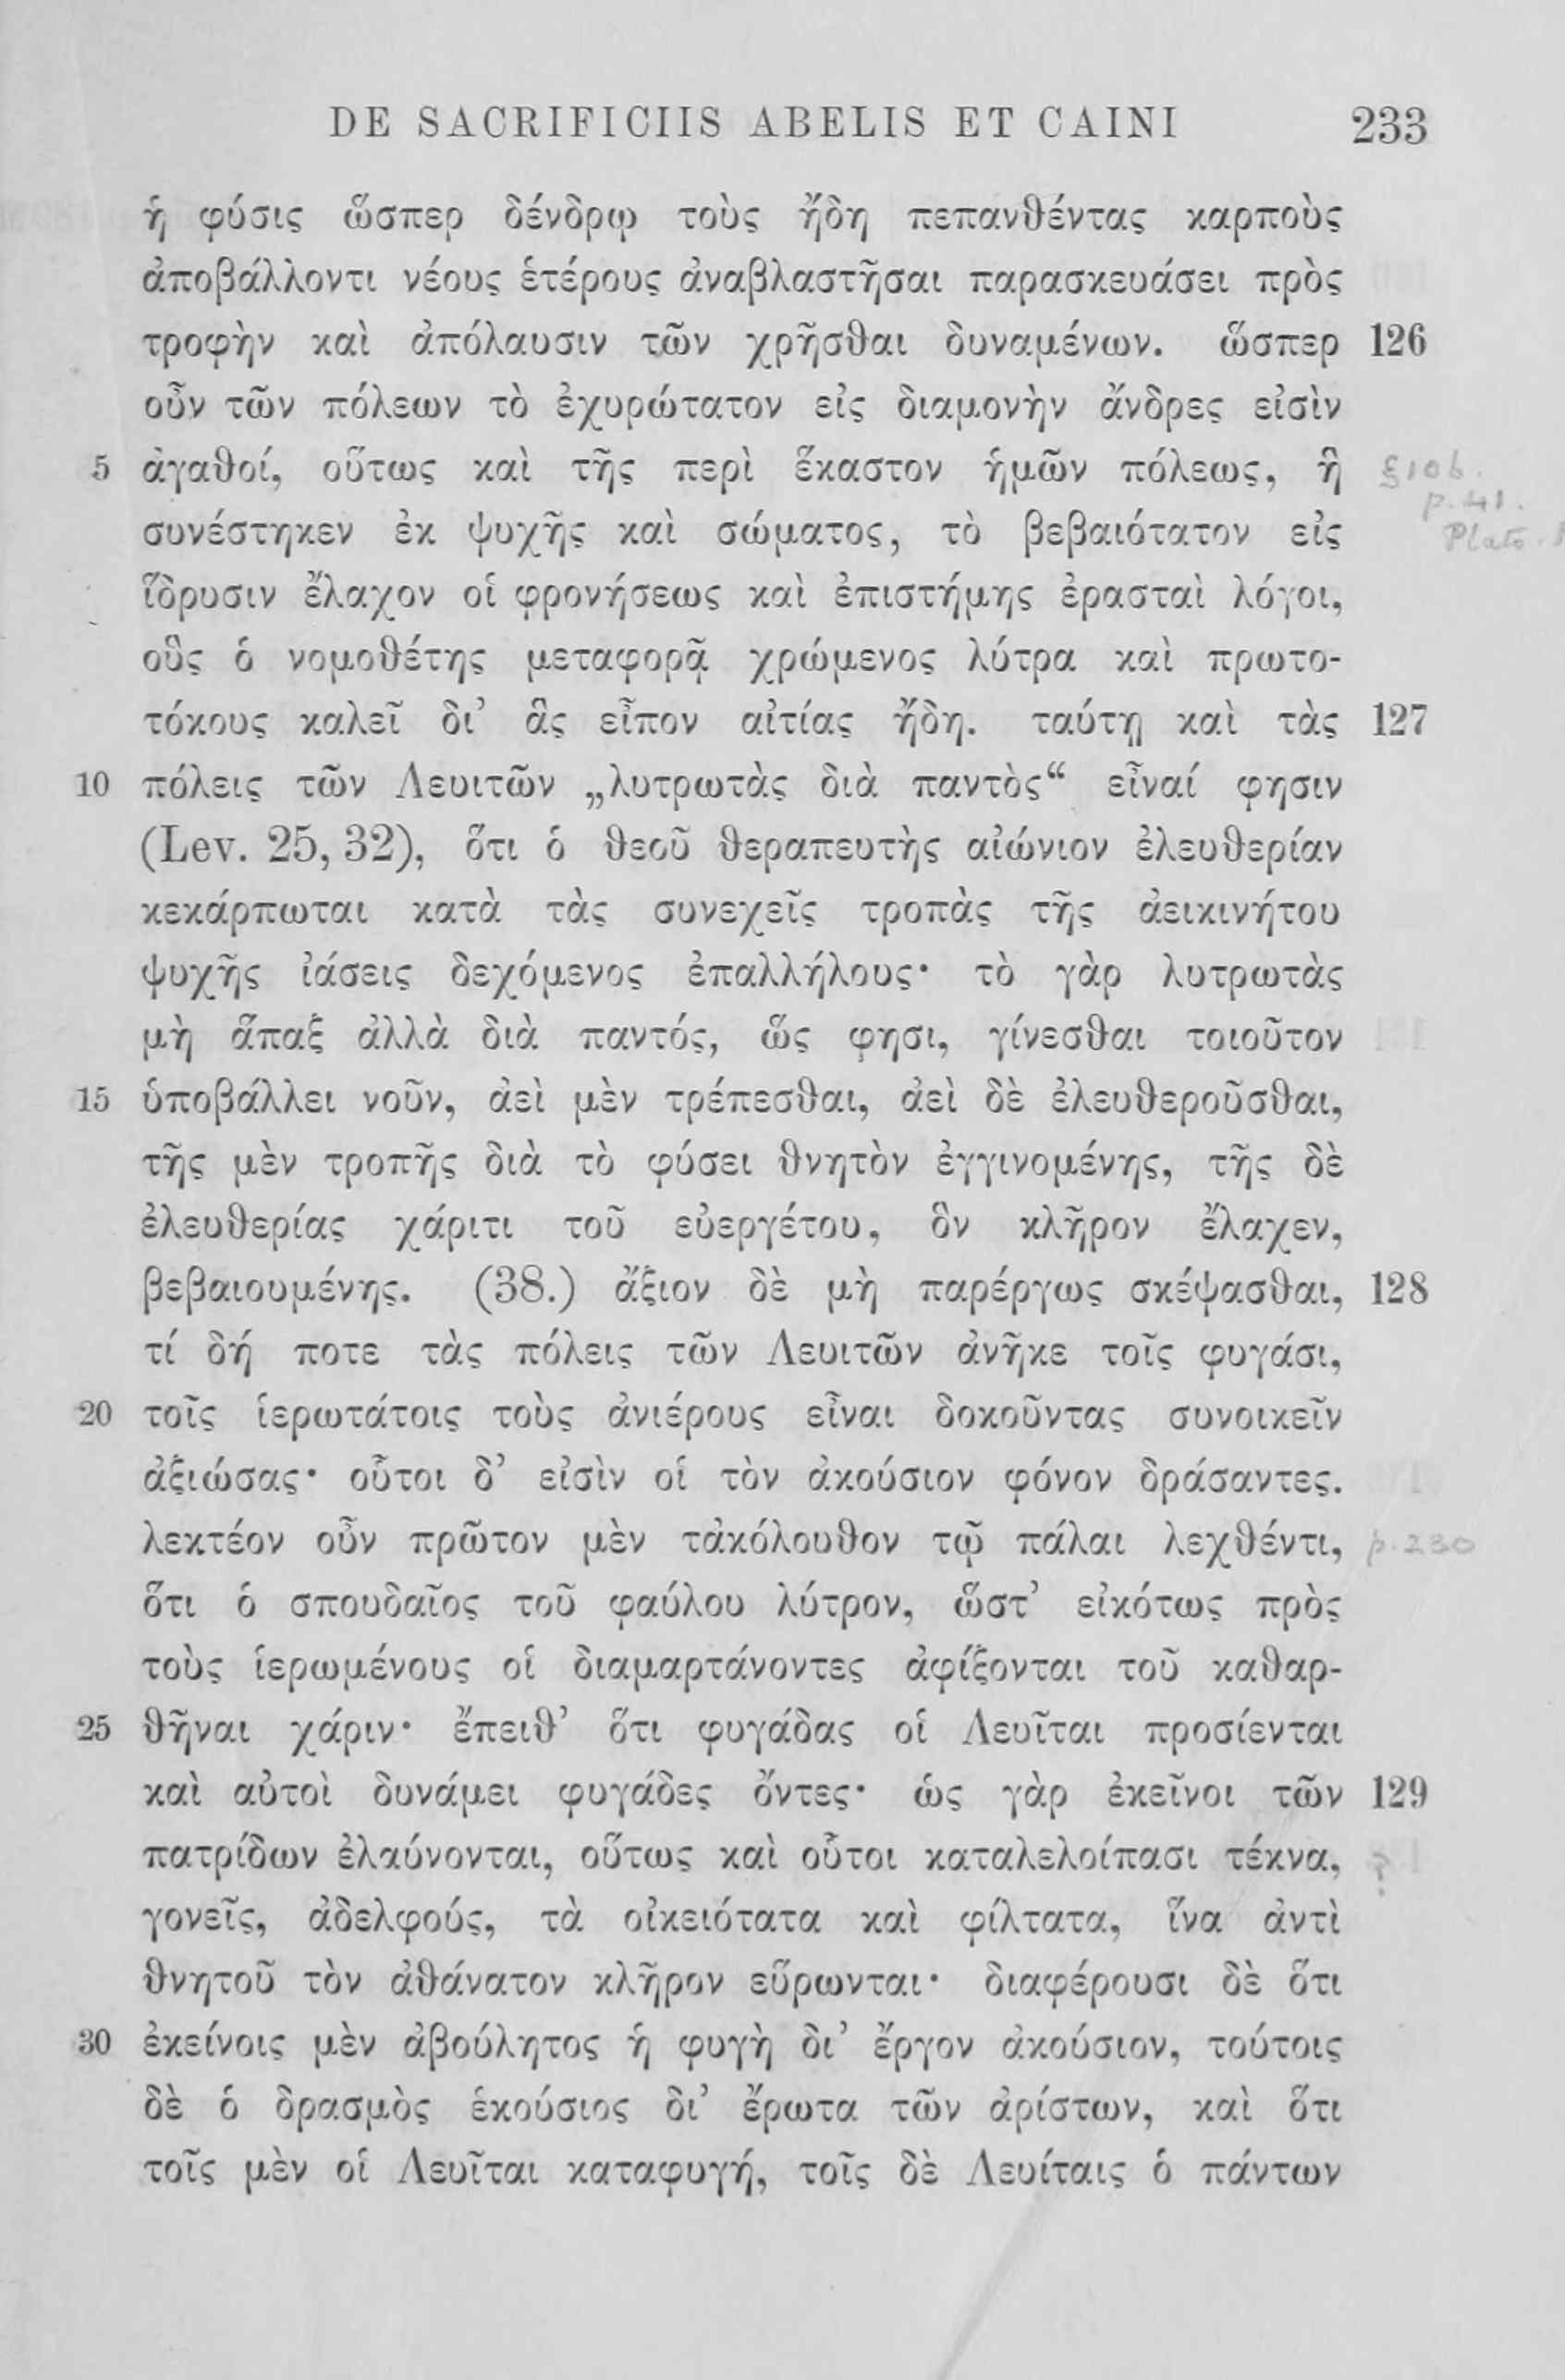 DE SACRIFICIIS ABELIS ET CAINI 233
ἡ φύσις ὥσπερ δένδρῳ τοὺς ἤδη πεπανθέντας καρποὺς
ἀποβάλλοντι νέους ἑτέρους ἀναβλαστῆσαι παρασκευάσει πρὸς
τροφὴν καὶ ἀπόλαυσιν τῶν χρῆσθαι δυναμένων. ὥσπερ 126
οὖν τῶν πόλεων τὸ ἐχυρώτατον εἰς διαμονὴν ἄνδρες εἰσὶν
5 ἀγαθοί, οὕτως καὶ τῆς περὶ ἕκαστον ἡμῶν πόλεως, ἣ §106.
p. 41.
συνέστηκεν ἐκ ψυχῆς καὶ σώματος, τὸ βεβαιότατον εἰς Plato.
ἵδρυσιν ἔλαχον οἱ φρονήσεως καὶ ἐπιστήμης ἐρασταὶ λόγοι,
οὓς ὁ νομοθέτης μεταφορᾷ χρώμενος λύτρα καὶ πρωτο-
τόκους καλεῖ δι’ ἃς εἶπον αἰτίας ἤδη. ταύτῃ καὶ τὰς 127
10 πόλεις τῶν Λευιτῶν „λυτρωτὰς διὰ παντὸς“ εἶναί φησιν
(Lev. 25, 32), ὅτι ὁ θεοῦ θεραπευτὴς αἰώνιον ἐλευθερίαν
κεκάρπωται κατὰ τὰς συνεχεῖς τροπὰς τῆς ἀεικινήτου
ψυχῆς ἰάσεις δεχόμενος ἐπαλλήλους· τὸ γὰρ λυτρωτὰς
μὴ ἅπαξ ἀλλὰ διὰ παντός, ὥς φησι, γίνεσθαι τοιοῦτον
15 ὑποβάλλει νοῦν, ἀεὶ μὲν τρέπεσθαι, ἀεὶ δὲ ἐλευθεροῦσθαι,
τῆς μὲν τροπῆς διὰ τὸ φύσει θνητὸν ἐγγινομένης, τῆς δὲ
ἐλευθερίας χάριτι τοῦ εὐεργέτου, ὃν κλῆρον ἔλαχεν,
βεβαιουμένης. (38.) ἄξιον δὲ μὴ παρέργως σκέψασθαι, 128
τί δή ποτε τὰς πόλεις τῶν Λευιτῶν ἀνῆκε τοῖς φυγάσι,
20 τοῖς ἱερωτάτοις τοὺς ἀνιέρους εἶναι δοκοῦντας συνοικεῖν
ἀξιώσας· οὗτοι δ’ εἰσὶν οἱ τὸν ἀκούσιον φόνον δράσαντες.
λεκτέον οὖν πρῶτον μὲν τἀκόλουθον τῷ πάλαι λεχθέντι, p. 230
ὅτι ὁ σπουδαῖος τοῦ φαύλου λύτρον, ὥστ’ εἰκότως πρὸς
τοὺς ἱερωμένους οἱ διαμαρτάνοντες ἀφίξονται τοῦ καθαρ-
25 θῆναι χάριν· ἔπειθ’ ὅτι φυγάδας οἱ Λευῖται προσίενται
καὶ αὐτοὶ δυνάμει φυγάδες ὄντες· ὡς γὰρ ἐκεῖνοι τῶν 129
πατρίδων ἐλαύνονται, οὕτως καὶ οὗτοι καταλελοίπασι τέκνα, ?
γονεῖς, ἀδελφούς, τὰ οἰκειότατα καὶ φίλτατα, ἵνα ἀντὶ
θνητοῦ τὸν ἀθάνατον κλῆρον εὕρωνται· διαφέρουσι δὲ ὅτι
30 ἐκείνοις μὲν ἀβούλητος ἡ φυγὴ δι’ ἔργον ἀκούσιον, τούτοις
δὲ ὁ δρασμὸς ἑκούσιος δι’ ἔρωτα τῶν ἀρίστων, καὶ ὅτι
τοῖς μὲν οἱ Λευῖται καταφυγή, τοῖς δὲ Λευίταις ὁ πάντων